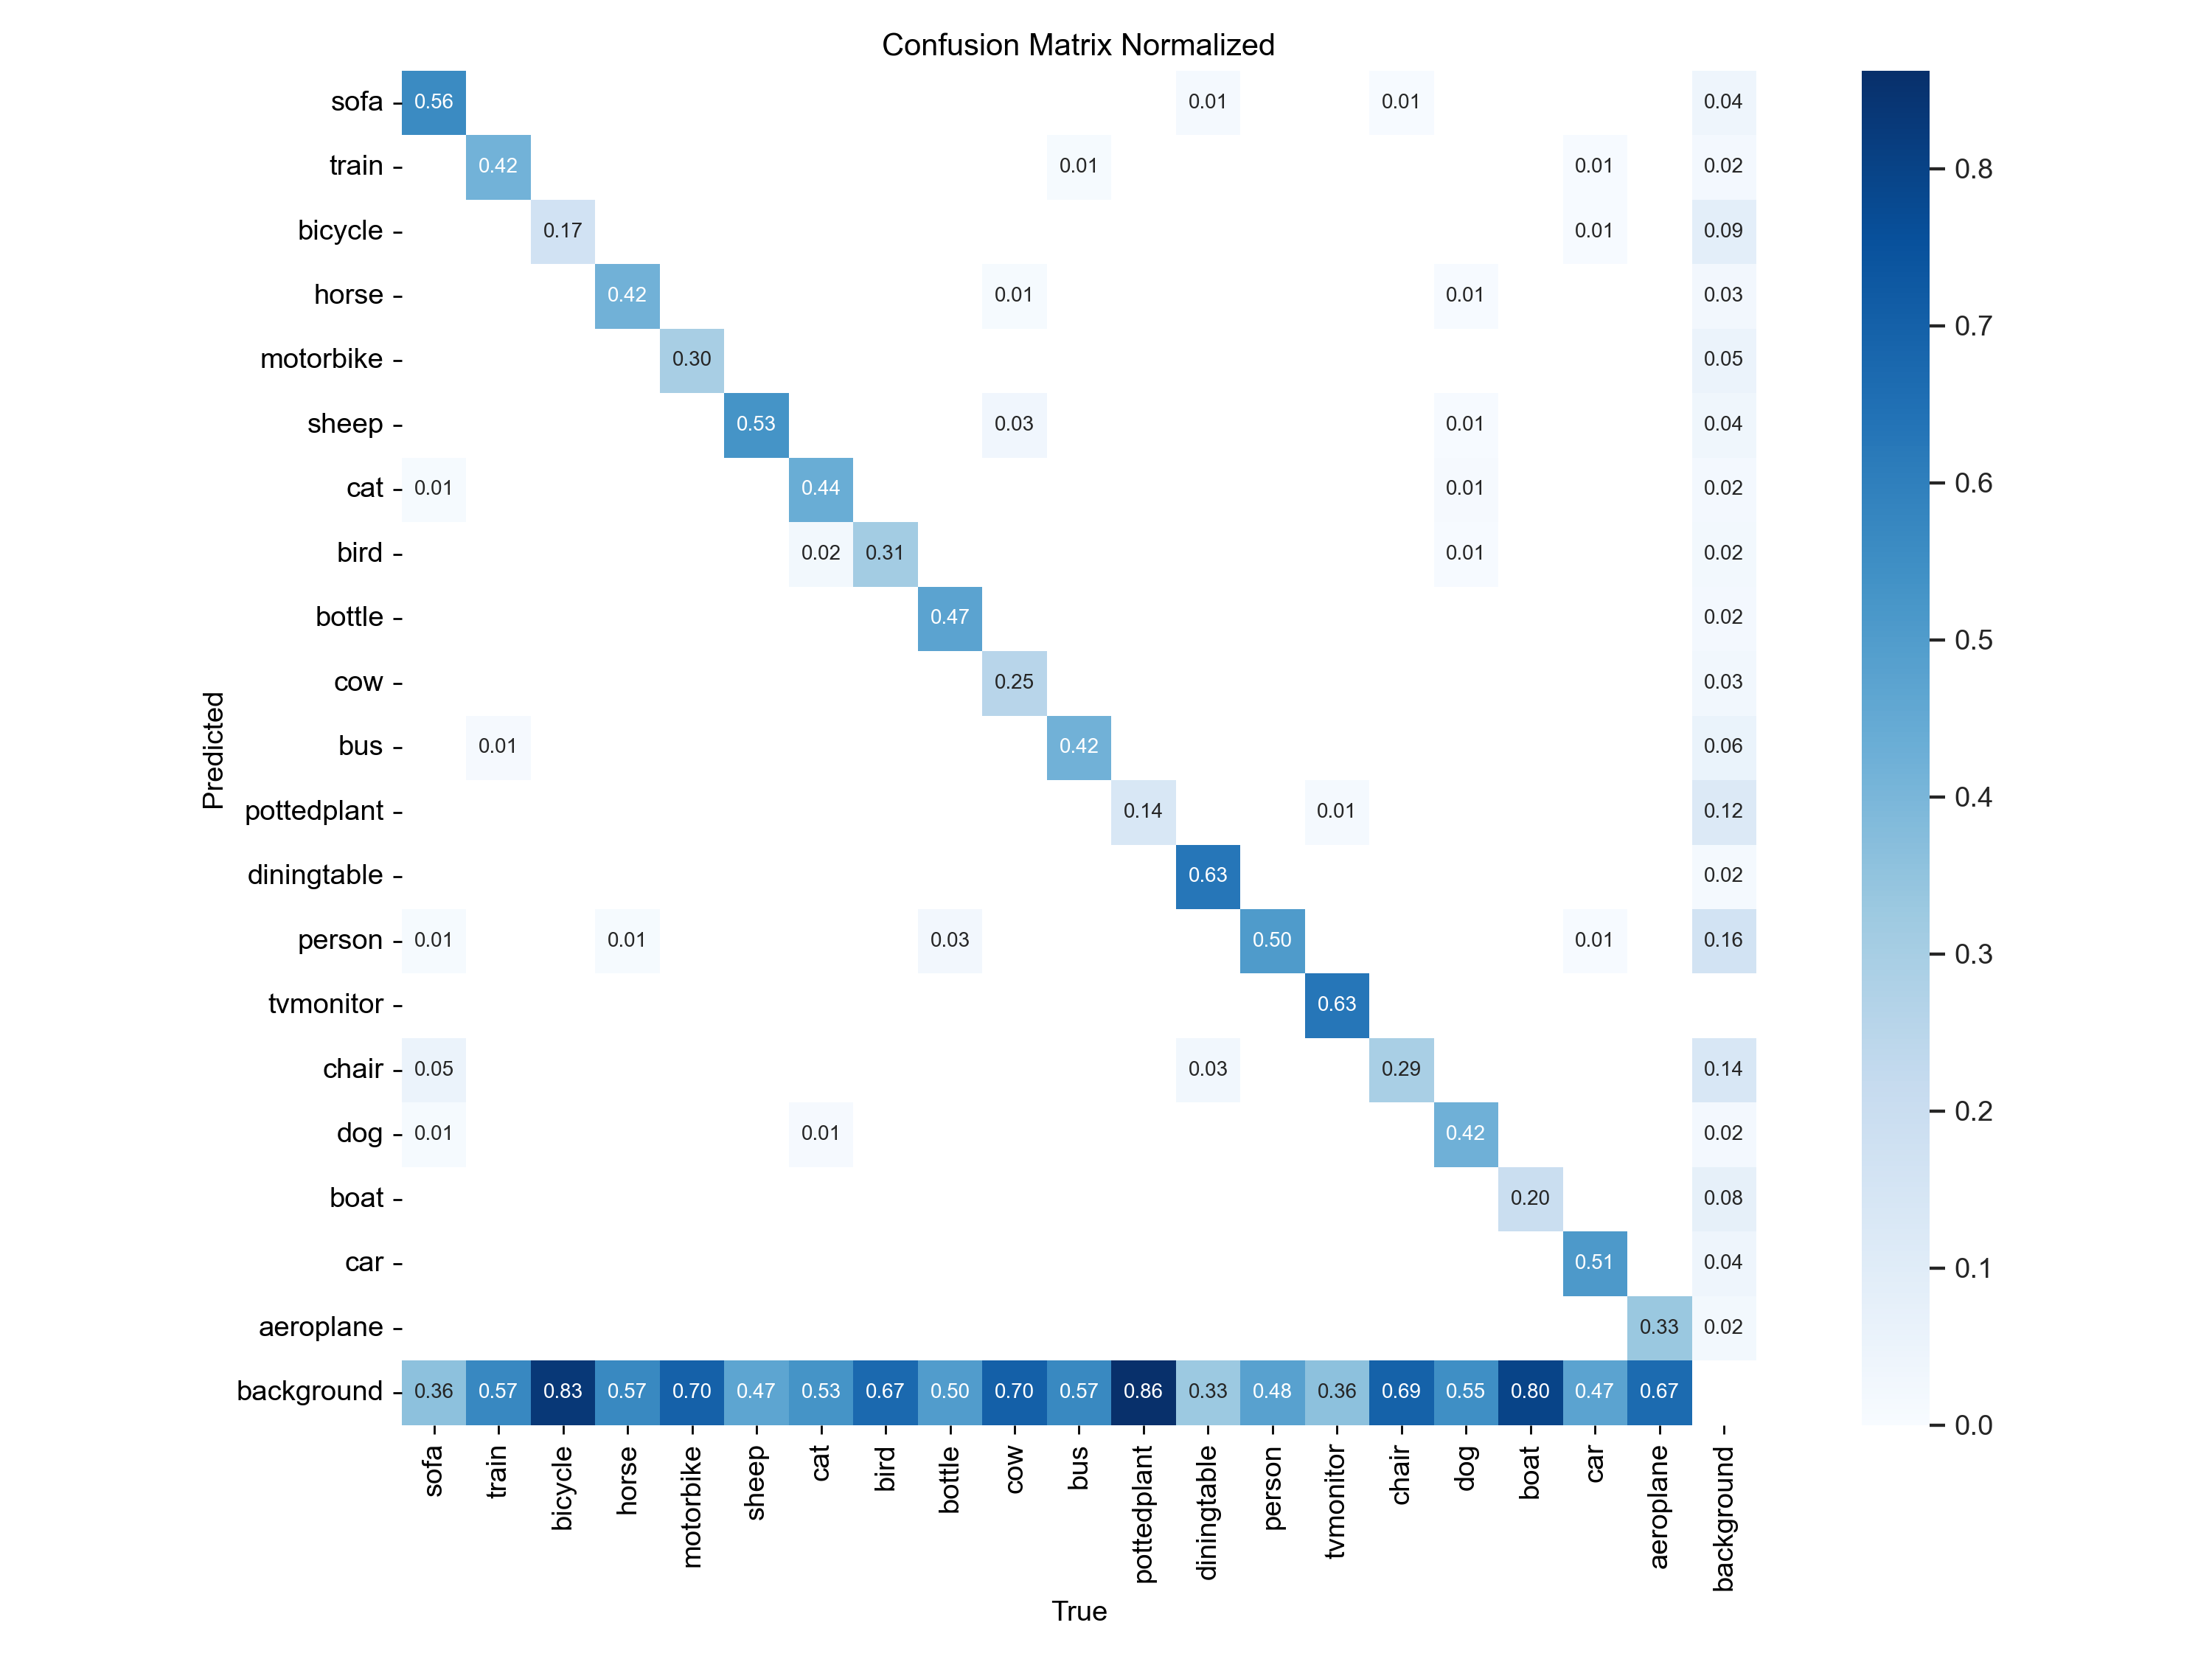 Confusion Matrix Normalized
sofa 0.56 0.01 0.01 0.04
train 0.42 0.01 0.01 0.02
bicycle 0.17 0.01 0.09
horse 0.42 0.01 0.01 0.03
motorbike 0.30 0.05
sheep 0.53 0.03 0.01 0.04
cat 0.01 0.44 0.01 0.02
bird 0.02 0.31 0.01 0.02
bottle 0.47 0.02
cow 0.25 0.03
bus 0.01 0.42 0.06
pottedplant 0.14 0.01 0.12
diningtable 0.63 0.02
person 0.01 0.01 0.03 0.50 0.01 0.16
tvmonitor 0.63
chair 0.05 0.03 0.29 0.14
dog 0.01 0.01 0.42 0.02
boat 0.20 0.08
car 0.51 0.04
aeroplane 0.33 0.02
background 0.36 0.57 0.83 0.57 0.70 0.47 0.53 0.67 0.50 0.70 0.57 0.86 0.33 0.48 0.36 0.69 0.55 0.80 0.47 0.67
sofa train bicycle horse motorbike sheep cat bird bottle cow bus pottedplant diningtable person tvmonitor chair dog boat car aeroplane background
True
Predicted
0.8
0.7
0.6
0.5
0.4
0.3
0.2
0.1
0.0